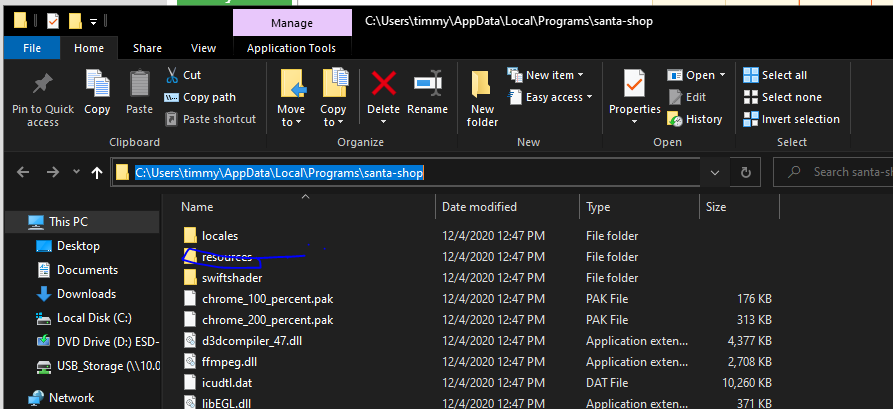 Manage
C:\Users\timmy\AppData\Local\Programs\santa-shop
File Home Share View Application Tools
Pin to Quick access
Copy
Paste
Cut
Copy path
Paste shortcut
Clipboard
Move to
Copy to
Delete
Rename
Organize
New folder
New item
Easy access
New
Properties
Open
Edit
History
Open
Select all
Select none
Invert selection
Select
C:\Users\timmy\AppData\Local\Programs\santa-shop
Search santa-sh
This PC
Desktop
Documents
Downloads
Local Disk (C:)
DVD Drive (D:) ESD-
USB_Storage (\\10.0
Network
Name Date modified Type Size
locales 12/4/2020 12:47 PM File folder
resources 12/4/2020 12:47 PM File folder
swiftshader 12/4/2020 12:47 PM File folder
chrome_100_percent.pak 12/4/2020 12:47 PM PAK File 176 KB
chrome_200_percent.pak 12/4/2020 12:47 PM PAK File 313 KB
d3dcompiler_47.dll 12/4/2020 12:47 PM Application exten... 4,377 KB
ffmpeg.dll 12/4/2020 12:47 PM Application exten... 2,708 KB
icudtl.dat 12/4/2020 12:47 PM DAT File 10,260 KB
libEGL.dll 12/4/2020 12:47 PM Application exten... 371 KB